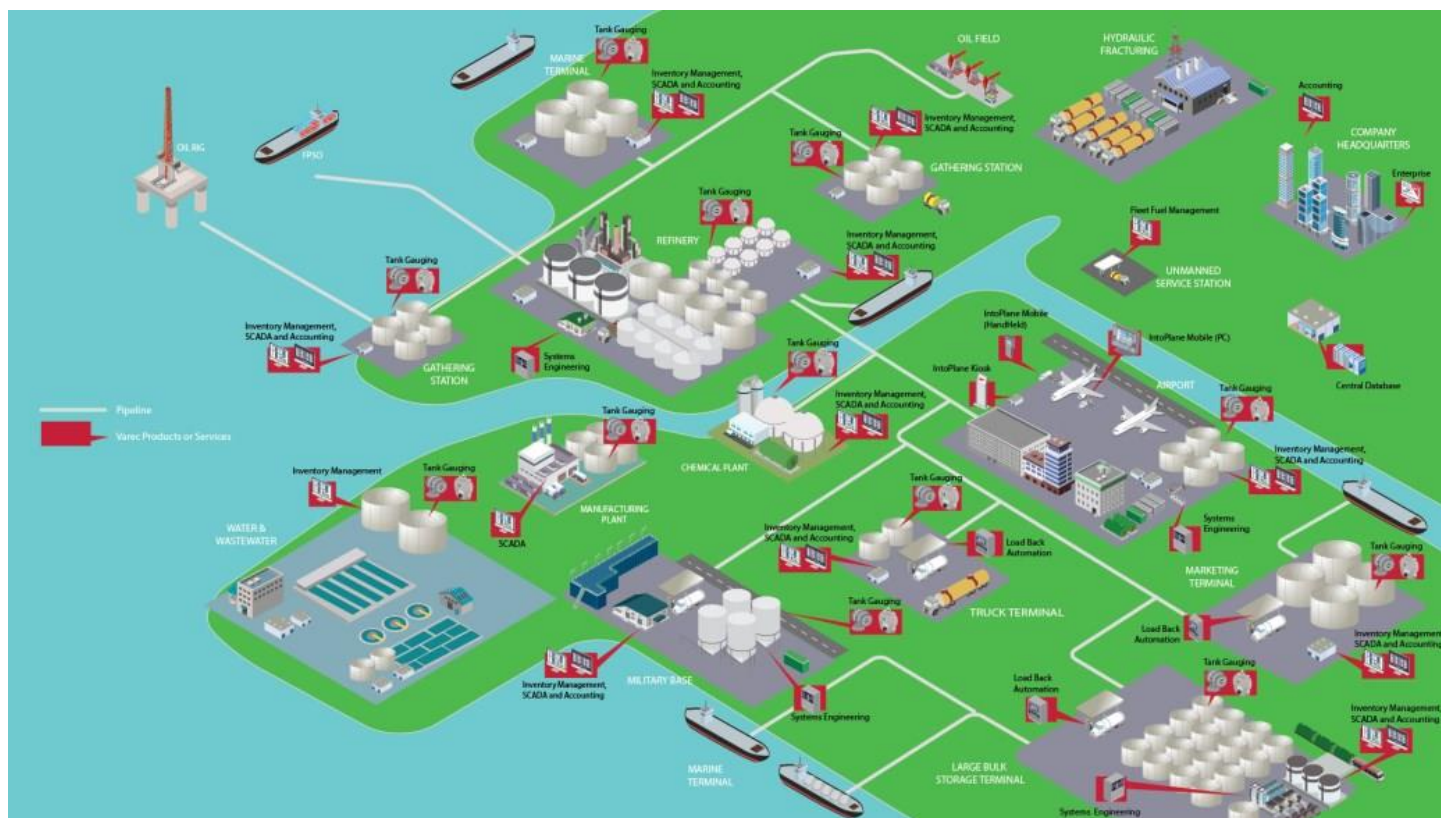 Tank Gauging
MARINE
TERMINAL
Inventory Management,
SCADA and Accounting
OIL FIELD
HYDRAULIC
FRACTURING
Accounting
COMPANY
HEADQUARTERS
Enterprise
OIL RIG
FPSO
Tank Gauging
Inventory Management,
SCADA and Accounting
GATHERING STATION
Tank Gauging
REFINERY
Inventory Management,
SCADA and Accounting
Fleet Fuel Management
UNMANNED
SERVICE STATION
Tank Gauging
Inventory Management,
SCADA and Accounting
GATHERING
STATION
Systems
Engineering
IntoPlane Mobile
(HandHeld)
IntoPlane Mobile (PC)
IntoPlane Kiosk
AIRPORT
Tank Gauging
Central Database
Pipeline
Varec Products or Services
Tank Gauging
Inventory Management,
SCADA and Accounting
CHEMICAL PLANT
Tank Gauging
MANUFACTURING
PLANT
SCADA
Inventory Management
Tank Gauging
WATER &
WASTEWATER
Inventory Management,
SCADA and Accounting
Systems
Engineering
Tank Gauging
Inventory Management,
SCADA and Accounting
Load Back
Automation
TRUCK TERMINAL
MARKETING
TERMINAL
Tank Gauging
Load Back
Automation
Inventory Management,
SCADA and Accounting
Tank Gauging
Inventory Management,
SCADA and Accounting
MILITARY BASE
Systems Engineering
MARINE
TERMINAL
Load Back
Automation
Tank Gauging
Inventory Management,
SCADA and Accounting
LARGE BULK
STORAGE TERMINAL
Systems Engineering